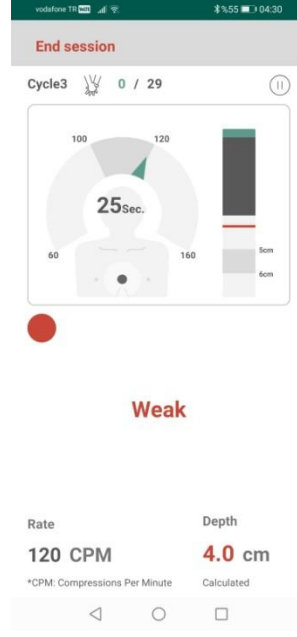 vodafone TR VoLTE %55 04:30
End session
Cycle3 0 / 29
100 120
25Sec.
60 160
5cm
6cm
Weak
Rate Depth
120 CPM 4.0 cm
*CPM: Compressions Per Minute Calculated